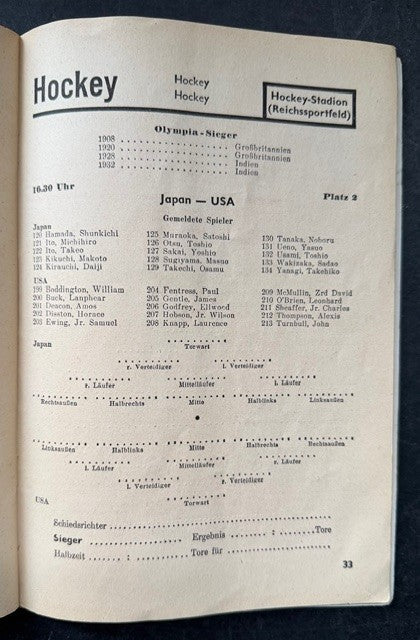 Hockey
Hockey
Hockey
Hockey-Stadion
(Reichssportfeld)
Olympia-Sieger
1908 . . . . . . . . . . . . . . . . . Großbritannien
1920 . . . . . . . . . . . . . . . . . Großbritannien
1928 . . . . . . . . . . . . . . . . . Indien
1932 . . . . . . . . . . . . . . . . . Indien
16.30 Uhr
Platz 2
Japan — USA
Gemeldete Spieler
Japan
120 Hamada, Shunkichi 125 Muraoka, Satoshi 130 Tanaka, Noboru
121 Ito, Michihiro 126 Otsu, Toshio 131 Ueno, Yasuo
122 Ito, Takeo 127 Sakai, Yoshio 132 Usami, Toshio
123 Kikuchi, Makoto 128 Sugiyama, Masao 133 Wakizaka, Sadao
124 Kirauchi, Daiji 129 Takechi, Osamu 134 Yanagi, Takehiko
USA
199 Boddington, William 204 Fentress, Paul 209 McMullin, Zrd David
200 Buck, Lanphear 205 Gentle, James 210 O'Brien, Leonhard
201 Deacon, Amos 206 Godfrey, Ellwood 211 Sheaffer, Jr. Charles
202 Disston, Horace 207 Hobson, Jr. Wilson 212 Thompson, Alexis
203 Ewing, Jr. Samuel 208 Knapp, Laurence 213 Turnbull, John
Japan
Torwart
r. Verteidiger l. Verteidiger
r. Läufer Mittelläufer l. Läufer
Rechtsaußen Halbrechts Mitte Halblinks Linksaußen
Linksaußen Halblinks Mitte Halbrechts Rechtsaußen
l. Läufer Mittelläufer r. Läufer
l. Verteidiger r. Verteidiger
USA
Torwart
Schiedsrichter . . . . . . . . . . . . . . . . . . . .
Sieger . . . . . . . . . . . . . . . Ergebnis . . . . . . . : . . . . . . . Tore
Halbzeit . . . . . . : . . . . . . Tore für . . . . . . . . . . . . . . .
33